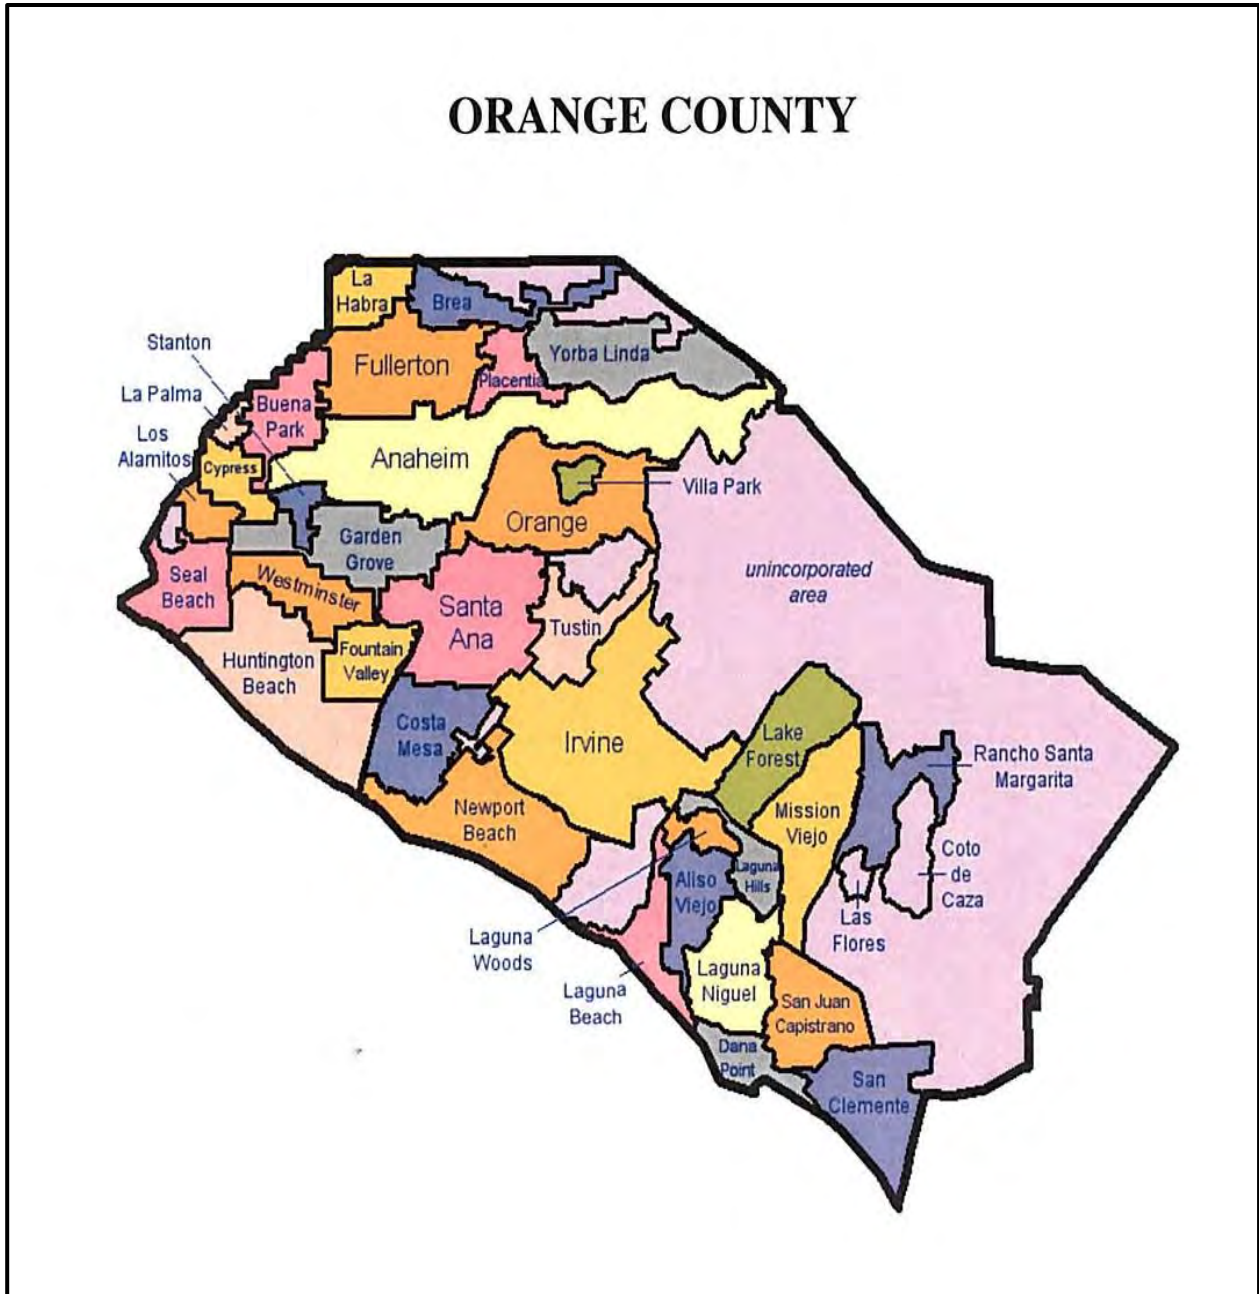 ORANGE COUNTY
La
Habra
Brea
Stanton
Fullerton
Yorba Linda
Placentia
La Palma
Buena
Park
Los
Alamitos
Cypress
Anaheim
Villa Park
Orange
Garden
Grove
unincorporated
area
Seal
Beach
Westminster
Santa
Ana
Tustin
Fountain
Valley
Huntington
Beach
Costa
Mesa
Irvine
Lake
Forest
Rancho Santa
Margarita
Newport
Beach
Mission
Viejo
Coto
de
Caza
Laguna
Hills
Aliso
Viejo
Las
Flores
Laguna
Woods
Laguna
Niguel
Laguna
Beach
San Juan
Capistrano
Dana
Point
San
Clemente